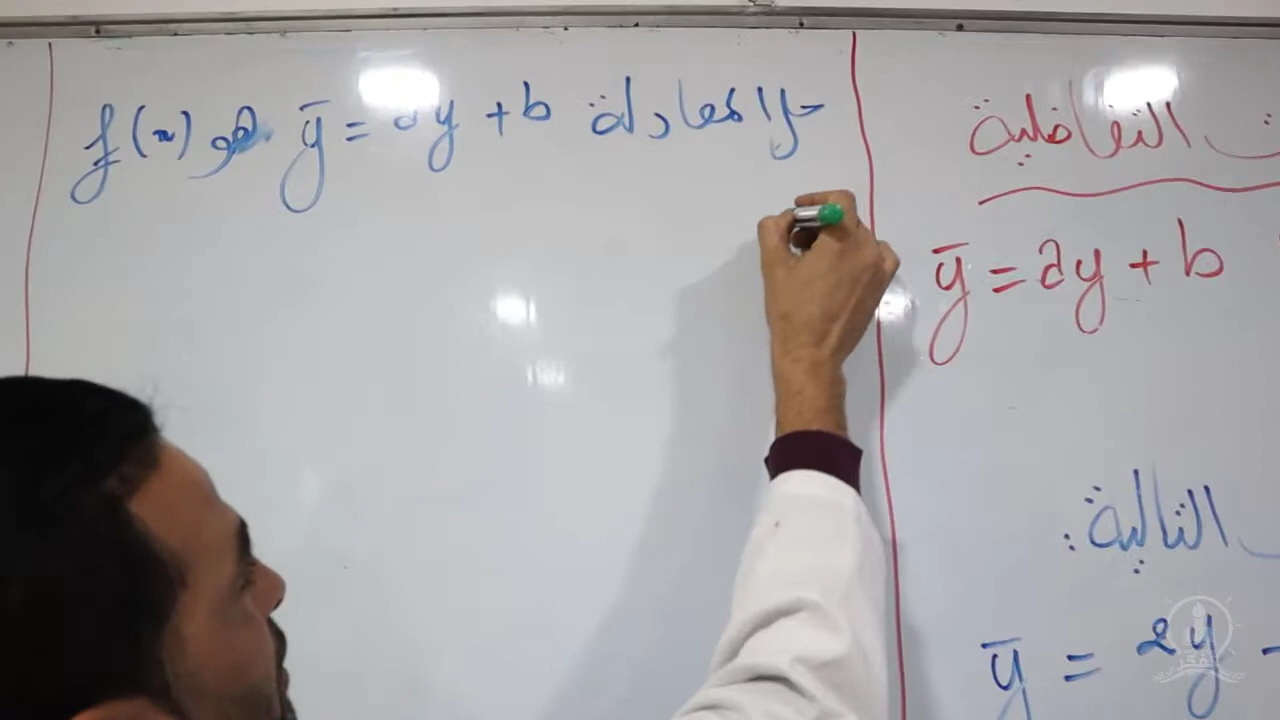 التفاضلية
ȳ = ay + b
التالية :
ȳ = 2y -
حل المعادلة ȳ = ay + b هو f(x)